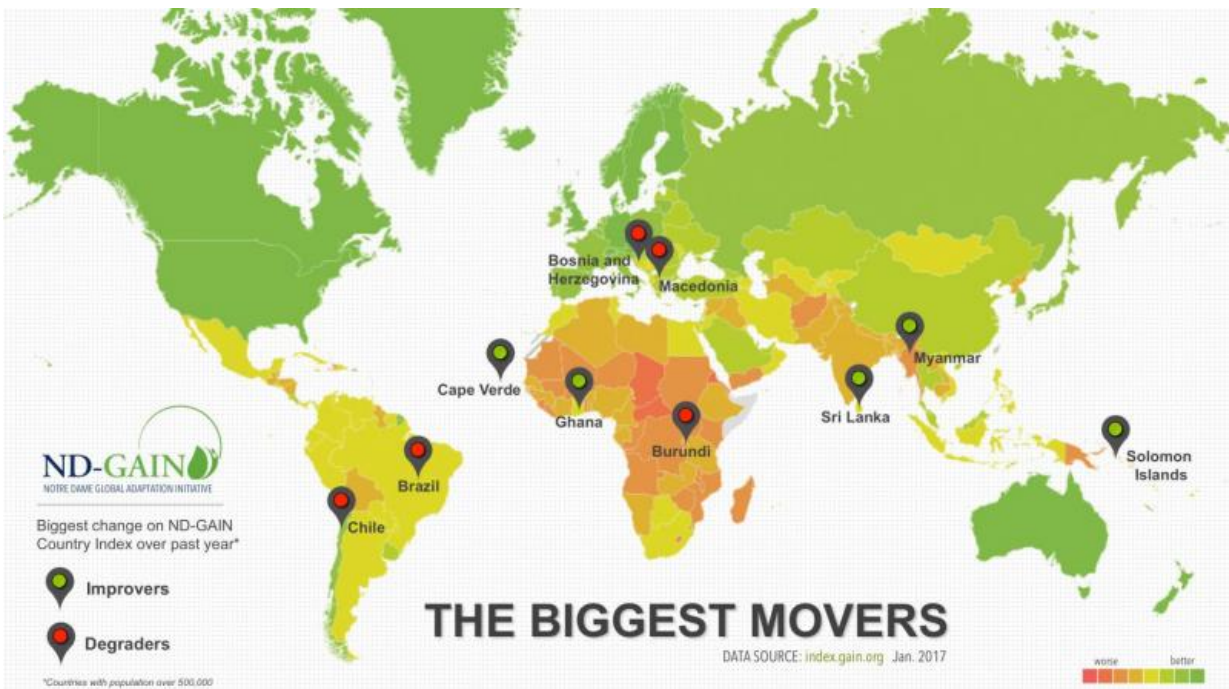 Bosnia and
Herzegovina
Macedonia
Myanmar
Cape Verde
Ghana
Sri Lanka
Burundi
Solomon
Islands
Brazil
Chile
ND-GAIN
NOTRE DAME GLOBAL ADAPTATION INITIATIVE
Biggest change on ND-GAIN
Country Index over past year*
Improvers
Degraders
*Countries with population over 500,000
THE BIGGEST MOVERS
DATA SOURCE: index.gain.org Jan. 2017
worse better